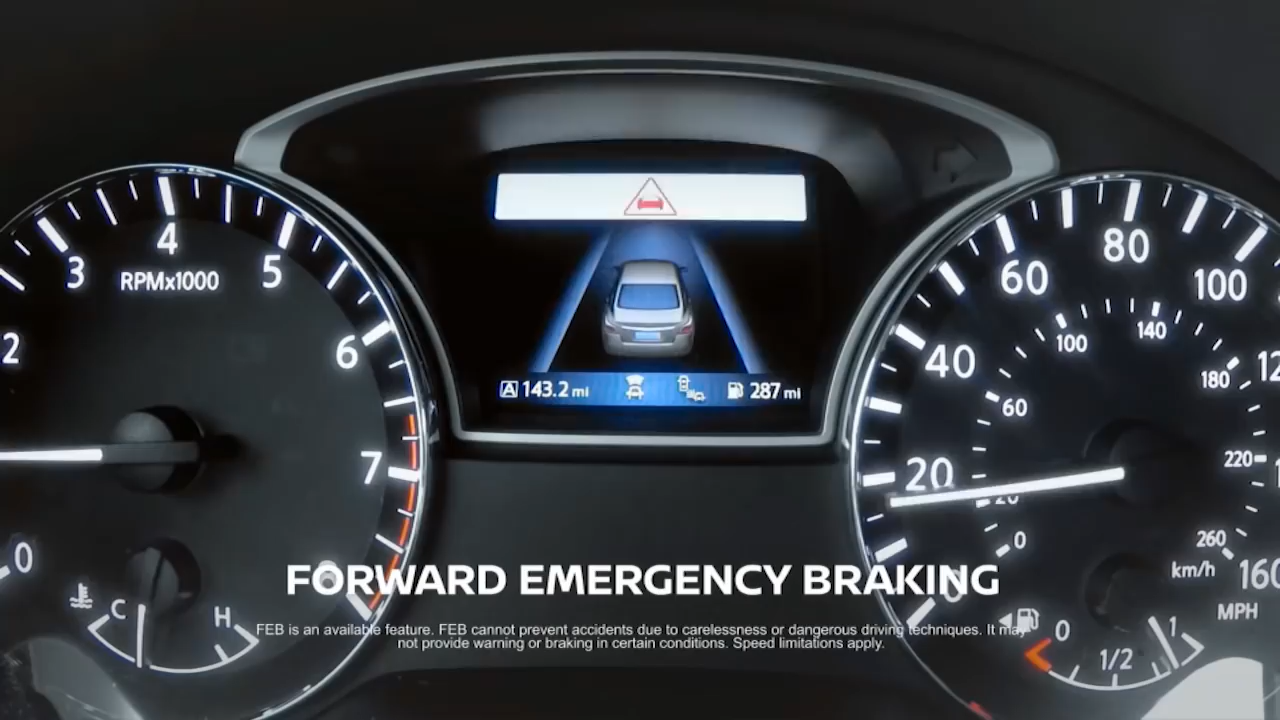 4
3
5
RPMx1000
2
6
7
0
C
H
A 143.2 mi
287 mi
80
60
100
40
20
12
140
100
180
60
220
20
0
260
km/h
160
MPH
0
1/2
1
FORWARD EMERGENCY BRAKING
FEB is an available feature. FEB cannot prevent accidents due to carelessness or dangerous driving techniques. It may
not provide warning or braking in certain conditions. Speed limitations apply.